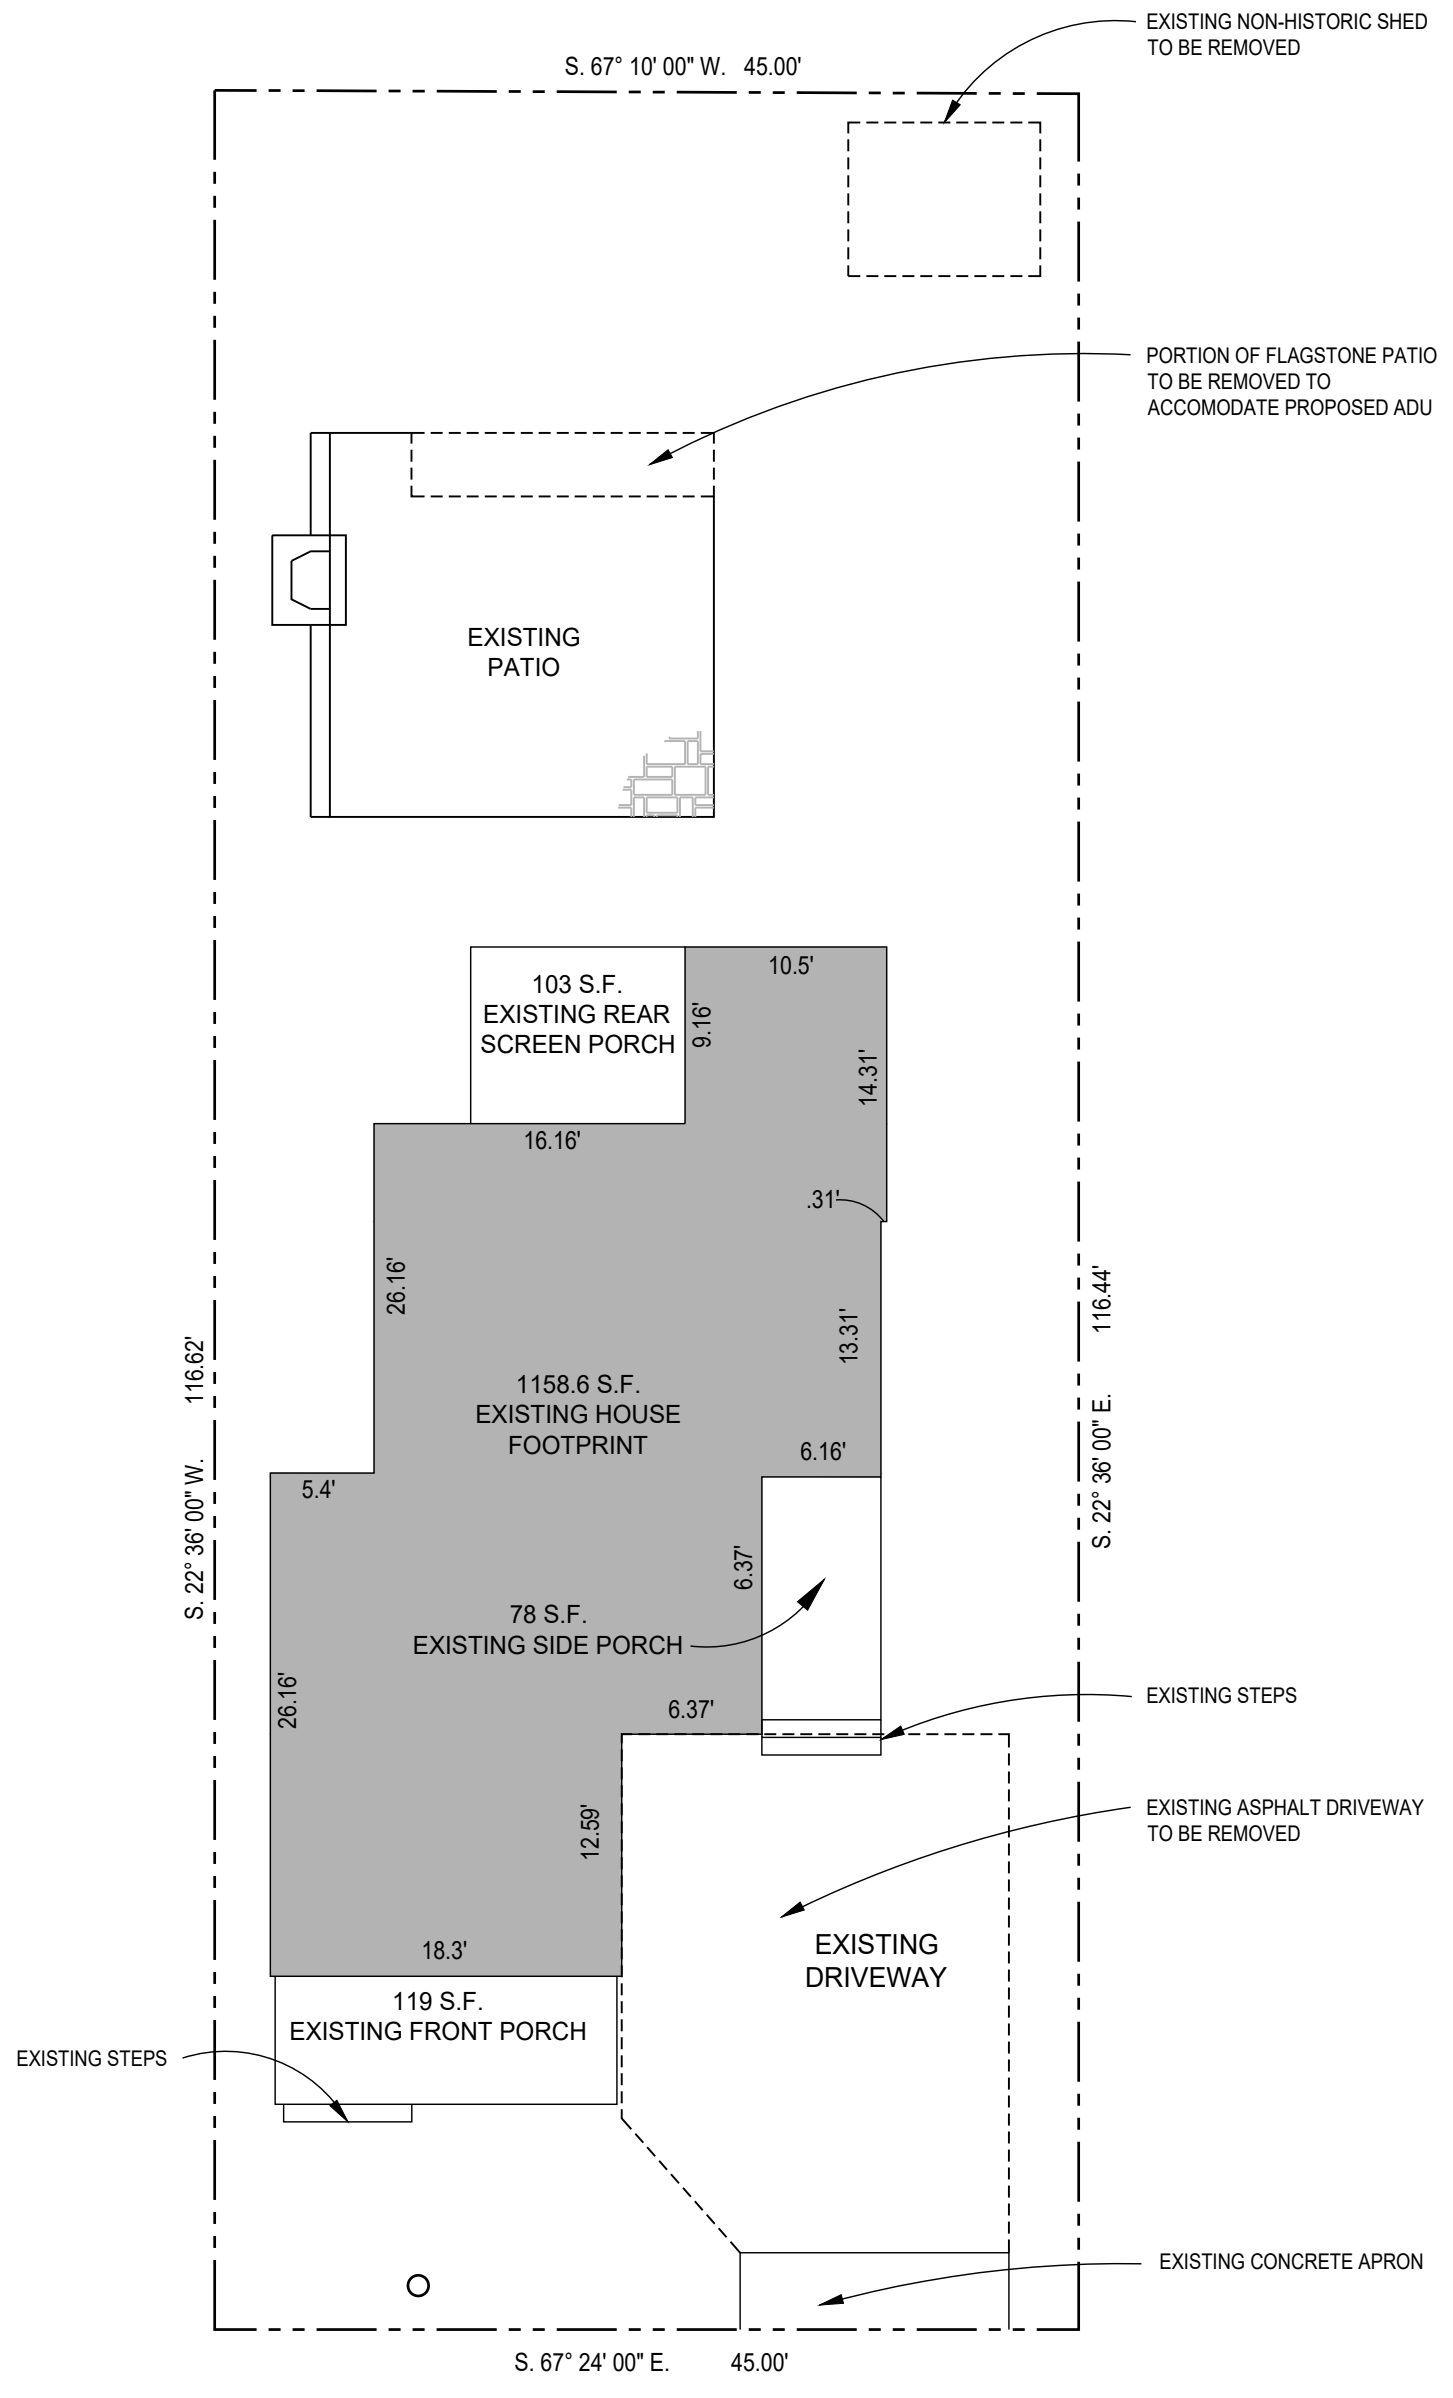 EXISTING NON-HISTORIC SHED
TO BE REMOVED
S. 67° 10' 00" W. 45.00'
PORTION OF FLAGSTONE PATIO
TO BE REMOVED TO
ACCOMODATE PROPOSED ADU
EXISTING
PATIO
10.5'
103 S.F.
EXISTING REAR
SCREEN PORCH
9.16'
14.31'
16.16'
.31'
26.16'
13.31'
116.62'
S. 22° 36' 00" W.
116.44'
S. 22° 36' 00" E.
1158.6 S.F.
EXISTING HOUSE
FOOTPRINT
6.16'
5.4'
6.37'
78 S.F.
EXISTING SIDE PORCH
26.16'
6.37'
EXISTING STEPS
12.59'
EXISTING ASPHALT DRIVEWAY
TO BE REMOVED
EXISTING
DRIVEWAY
18.3'
119 S.F.
EXISTING FRONT PORCH
EXISTING STEPS
EXISTING CONCRETE APRON
S. 67° 24' 00" E. 45.00'